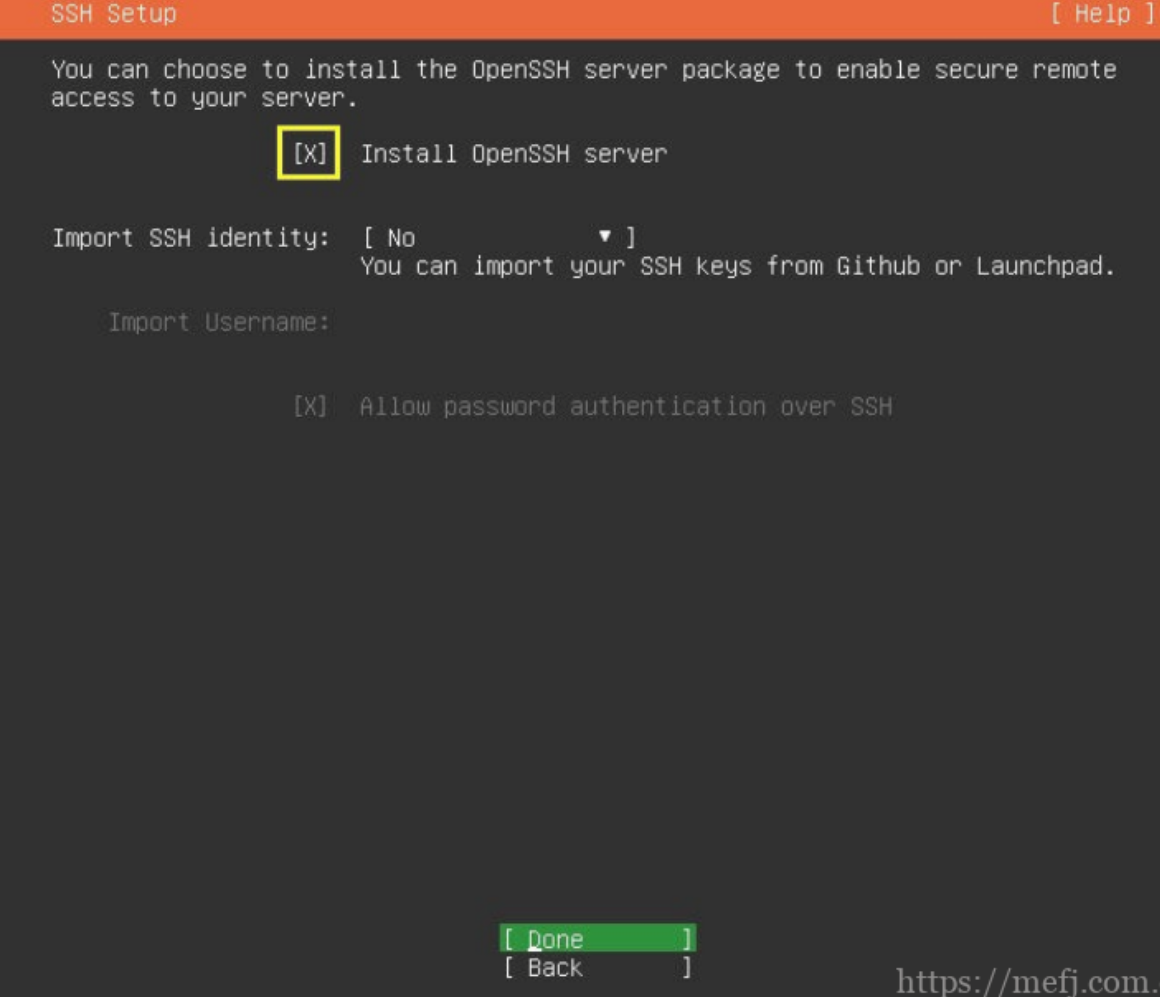 SSH Setup [ Help ]
You can choose to install the OpenSSH server package to enable secure remote
access to your server.
[X] Install OpenSSH server
Import SSH identity: [ No ▼ ]
You can import your SSH keys from Github or Launchpad.
Import Username:
[X] Allow password authentication over SSH
[ Done ]
[ Back ]
https://mefj.com.